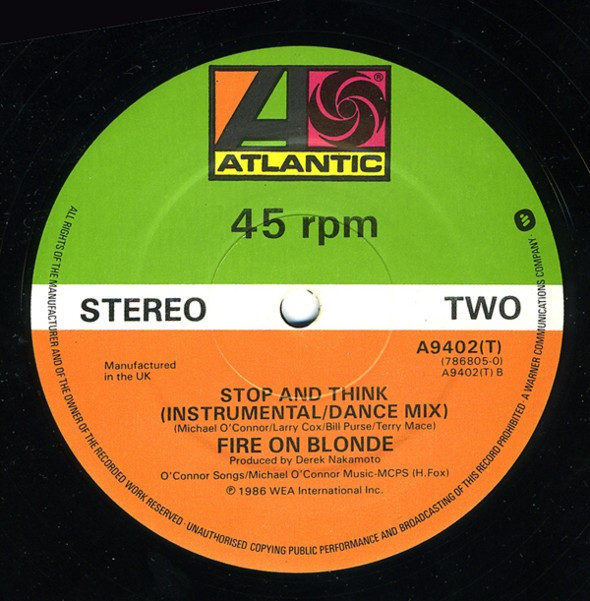 ATLANTIC
®
45 rpm
STEREO
TWO
A9402(T)
(786805-0)
A9402(T) B
Manufactured
in the UK
STOP AND THINK
(INSTRUMENTAL/DANCE MIX)
(Michael O'Connor/Larry Cox/Bill Purse/Terry Mace)
FIRE ON BLONDE
Produced by Derek Nakamoto
O'Connor Songs/Michael O'Connor Music-MCPS (H.Fox)
℗ 1986 WEA International Inc.
ALL RIGHTS OF THE MANUFACTURER AND OF THE OWNER OF THE RECORDED WORK RESERVED · UNAUTHORISED COPYING PUBLIC PERFORMANCE AND BROADCASTING OF THIS RECORD PROHIBITED · A WARNER COMMUNICATIONS COMPANY ·